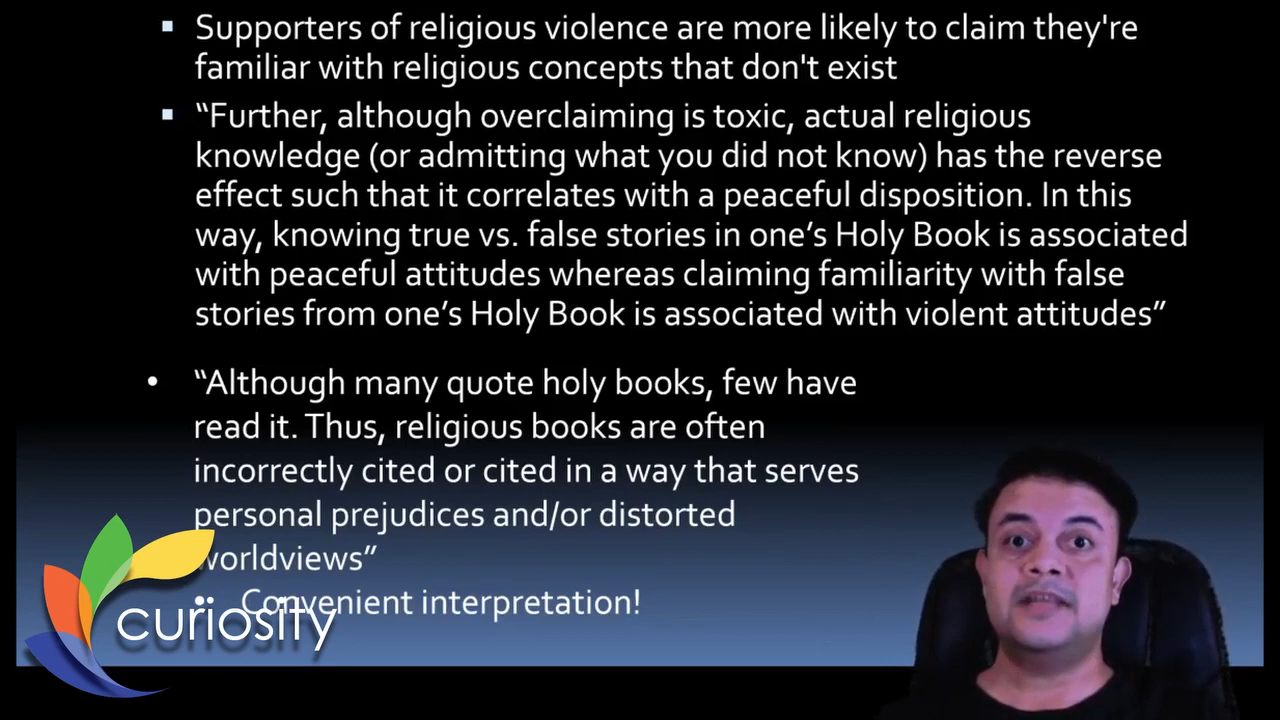 ▪ Supporters of religious violence are more likely to claim they're
familiar with religious concepts that don't exist
▪ “Further, although overclaiming is toxic, actual religious
knowledge (or admitting what you did not know) has the reverse
effect such that it correlates with a peaceful disposition. In this
way, knowing true vs. false stories in one’s Holy Book is associated
with peaceful attitudes whereas claiming familiarity with false
stories from one’s Holy Book is associated with violent attitudes”
• “Although many quote holy books, few have
read it. Thus, religious books are often
incorrectly cited or cited in a way that serves
personal prejudices and/or distorted
worldviews”
• Convenient interpretation!
curiosity